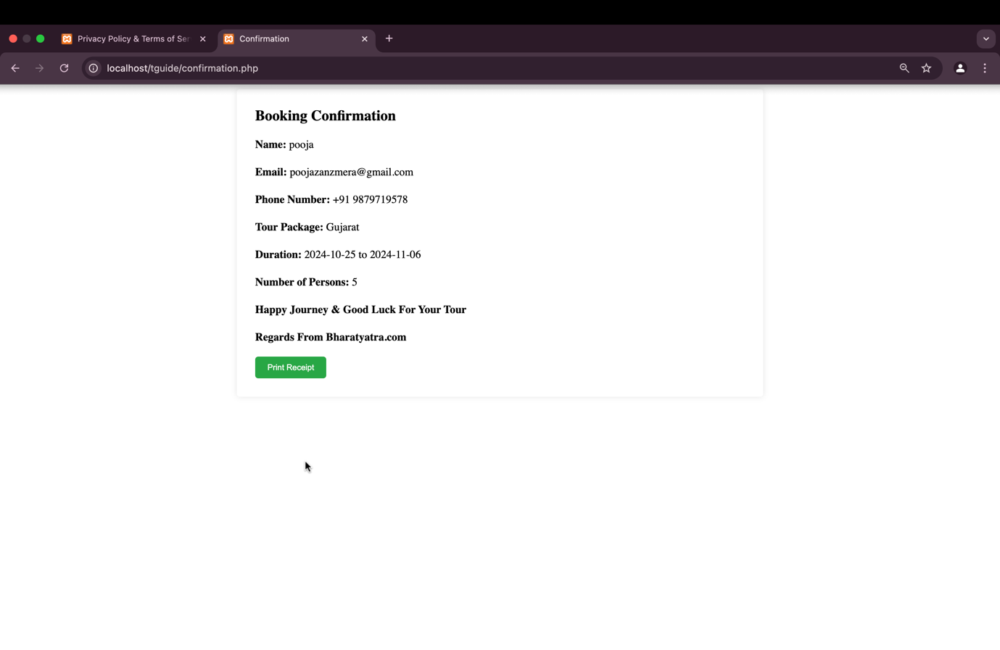 Privacy Policy & Terms of Ser
Confirmation
localhost/tguide/confirmation.php
Booking Confirmation
Name: pooja
Email: poojazanzmera@gmail.com
Phone Number: +91 9879719578
Tour Package: Gujarat
Duration: 2024-10-25 to 2024-11-06
Number of Persons: 5
Happy Journey & Good Luck For Your Tour
Regards From Bharatyatra.com
Print Receipt